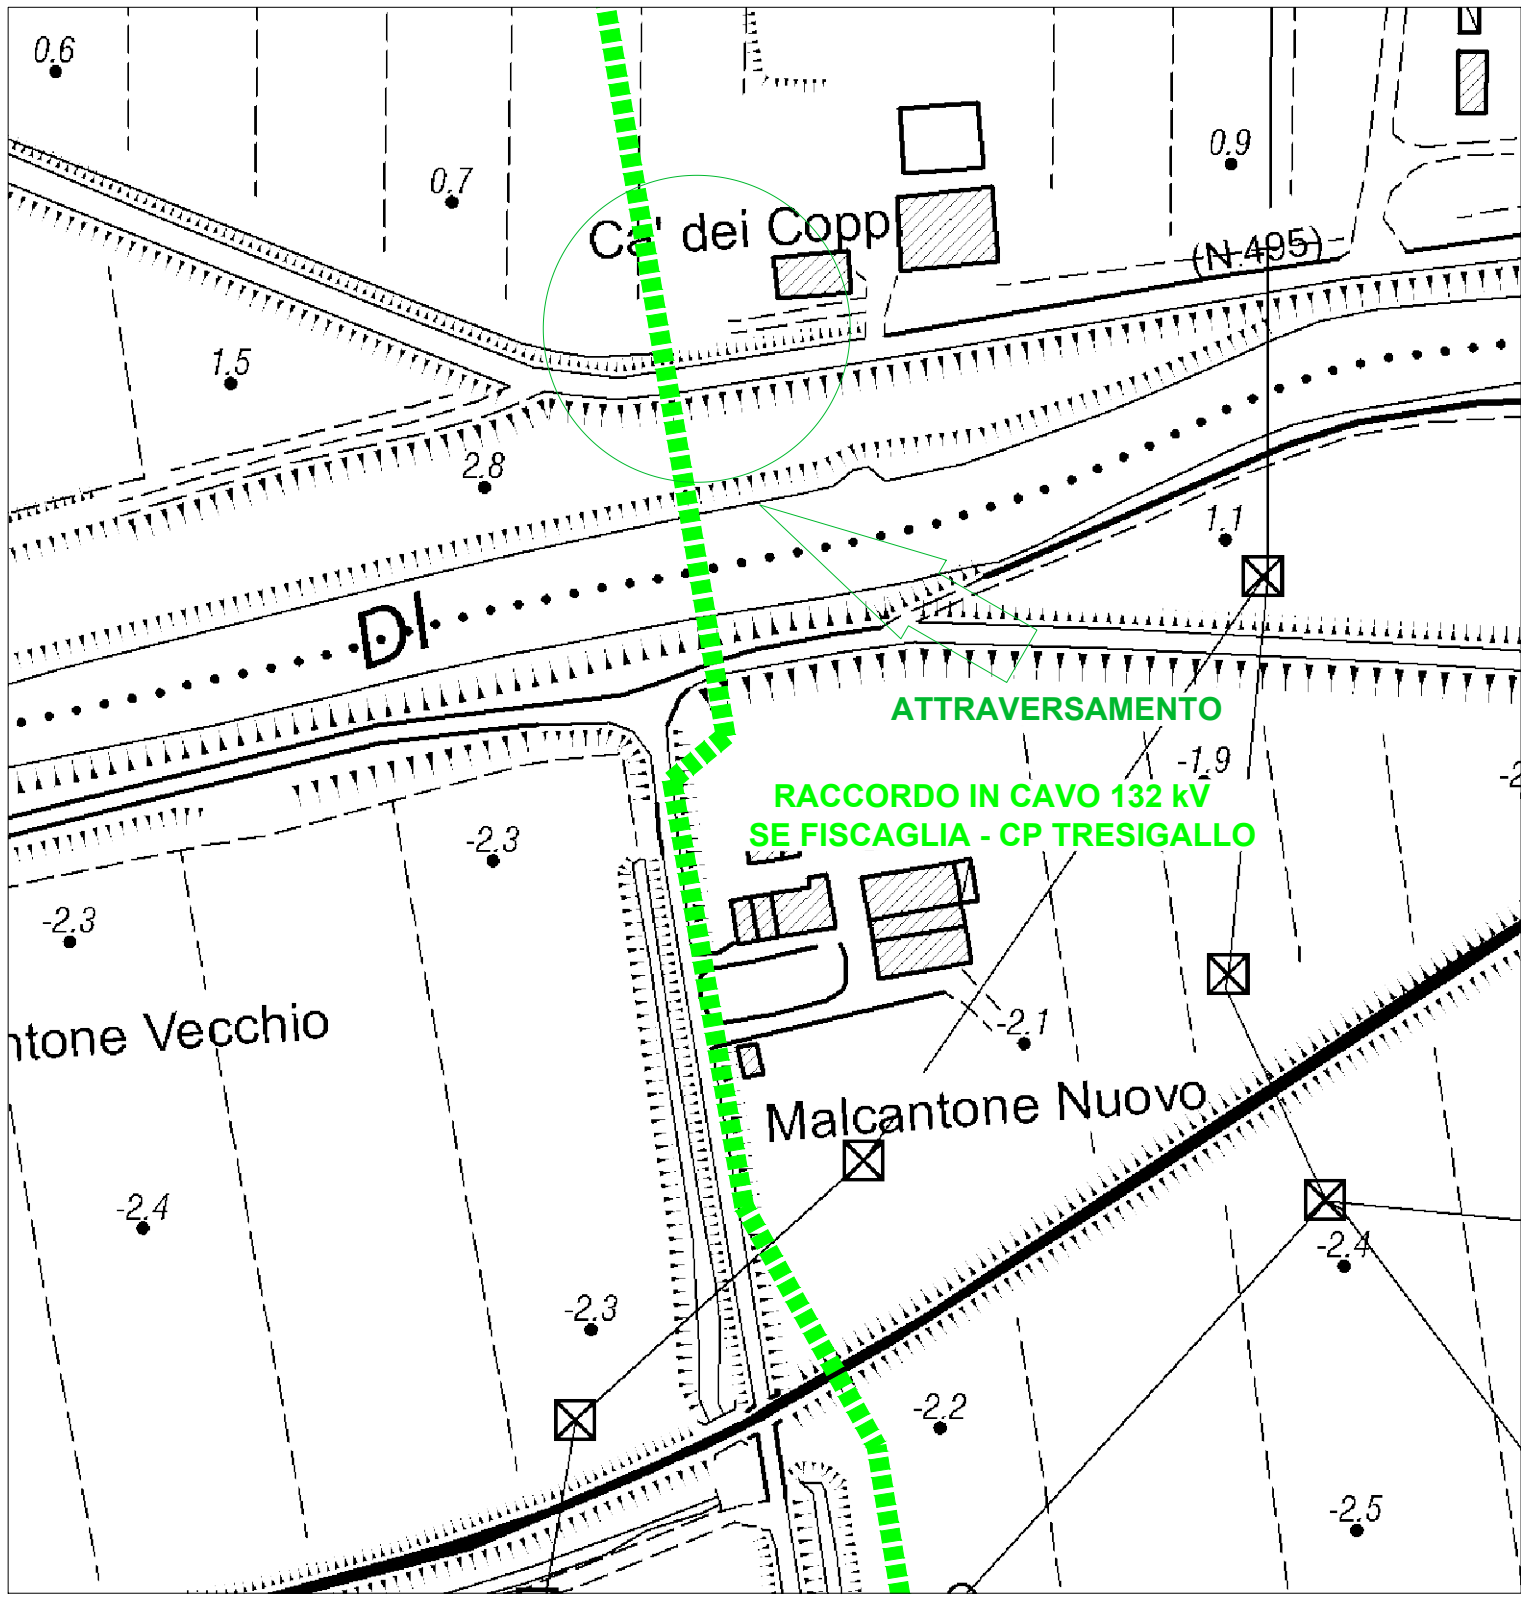 0.6
0.7
0.9
Ca' dei Copp
(N.495)
1.5
2.8
1.1
DI
ATTRAVERSAMENTO
-1.9
RACCORDO IN CAVO 132 kV
SE FISCAGLIA - CP TRESIGALLO
-2.3
-2.3
ntone Vecchio
-2.1
Malcantone Nuovo
-2.4
-2.4
-2.3
-2.2
-2.5